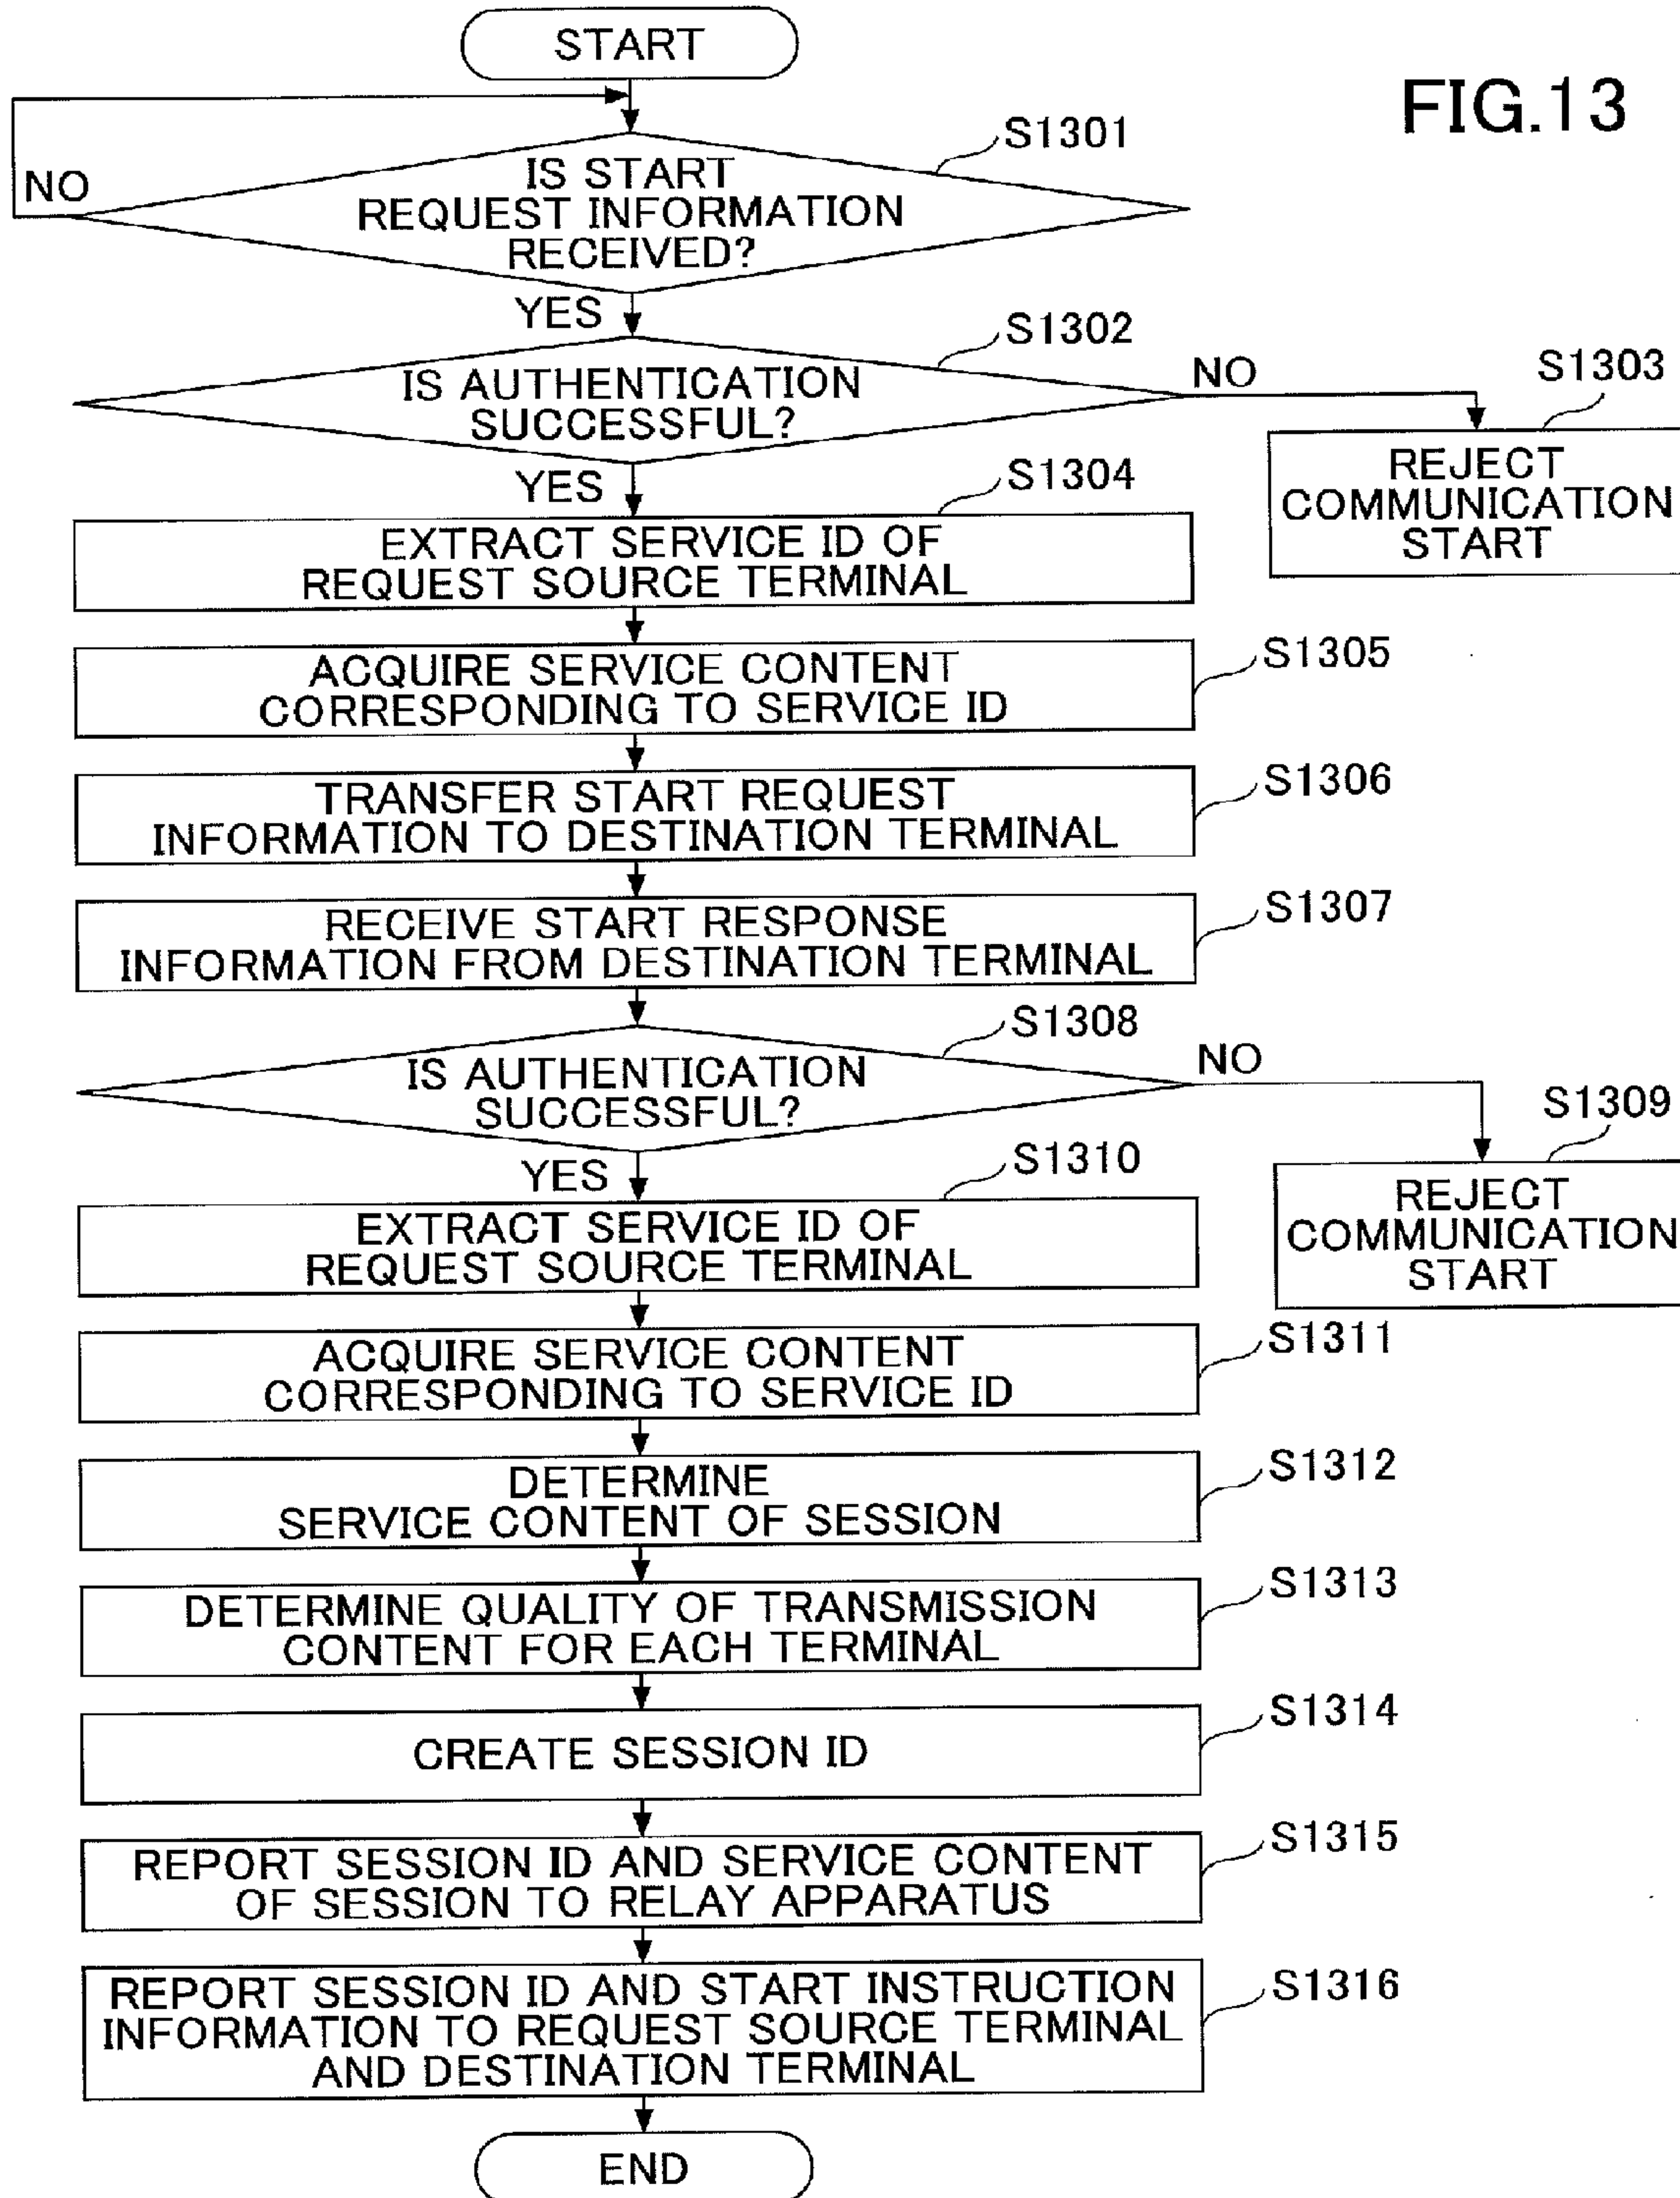 START
FIG.13
S1301
IS START
REQUEST INFORMATION
RECEIVED?
NO
YES
S1302
IS AUTHENTICATION
SUCCESSFUL?
NO
S1303
REJECT
COMMUNICATION
START
YES
S1304
EXTRACT SERVICE ID OF
REQUEST SOURCE TERMINAL
S1305
ACQUIRE SERVICE CONTENT
CORRESPONDING TO SERVICE ID
S1306
TRANSFER START REQUEST
INFORMATION TO DESTINATION TERMINAL
S1307
RECEIVE START RESPONSE
INFORMATION FROM DESTINATION TERMINAL
S1308
IS AUTHENTICATION
SUCCESSFUL?
NO
S1309
REJECT
COMMUNICATION
START
YES
S1310
EXTRACT SERVICE ID OF
REQUEST SOURCE TERMINAL
S1311
ACQUIRE SERVICE CONTENT
CORRESPONDING TO SERVICE ID
S1312
DETERMINE
SERVICE CONTENT OF SESSION
S1313
DETERMINE QUALITY OF TRANSMISSION
CONTENT FOR EACH TERMINAL
S1314
CREATE SESSION ID
S1315
REPORT SESSION ID AND SERVICE CONTENT
OF SESSION TO RELAY APPARATUS
S1316
REPORT SESSION ID AND START INSTRUCTION
INFORMATION TO REQUEST SOURCE TERMINAL
AND DESTINATION TERMINAL
END